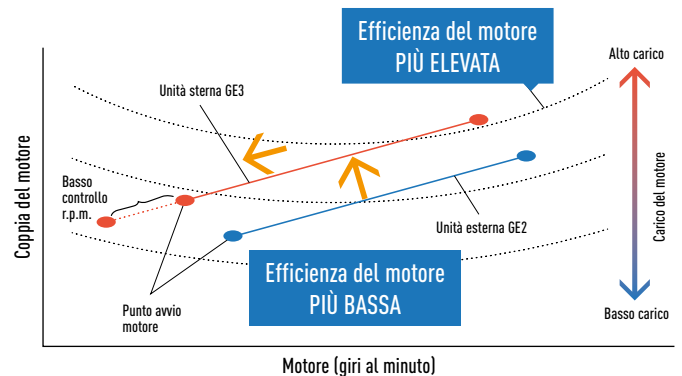 Efficienza del motore
PIÙ ELEVATA
Alto carico
Unità sterna GE3
Coppia del motore
Basso
controllo
r.p.m.
Carico del motore
Unità esterna GE2
Efficienza del motore
PIÙ BASSA
Punto avvio
motore
Basso carico
Motore (giri al minuto)